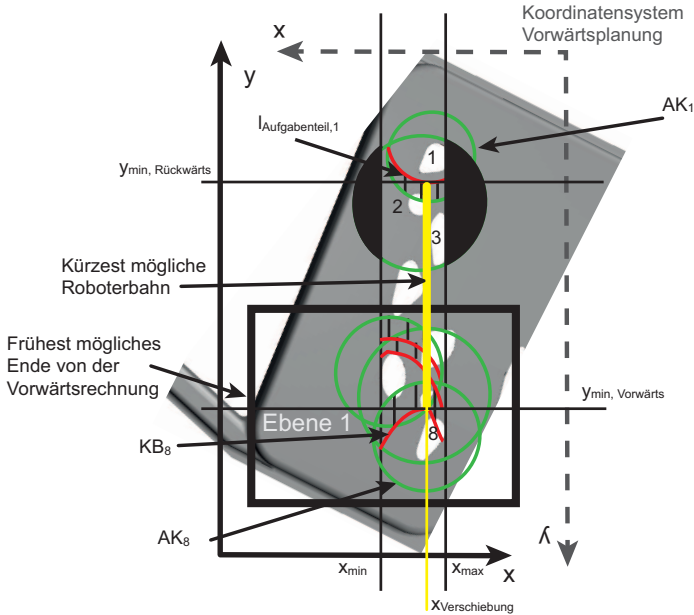 Koordinatensystem
Vorwärtsplanung
x
y
AK1
lAufgabenteil,1
1
ymin, Rückwärts
2
3
Kürzest mögliche
Roboterbahn
Frühest mögliches
Ende von der
Vorwärtsrechnung
ymin, Vorwärts
Ebene 1
8
KB8
AK8
y
xmin
xmax
x
xVerschiebung